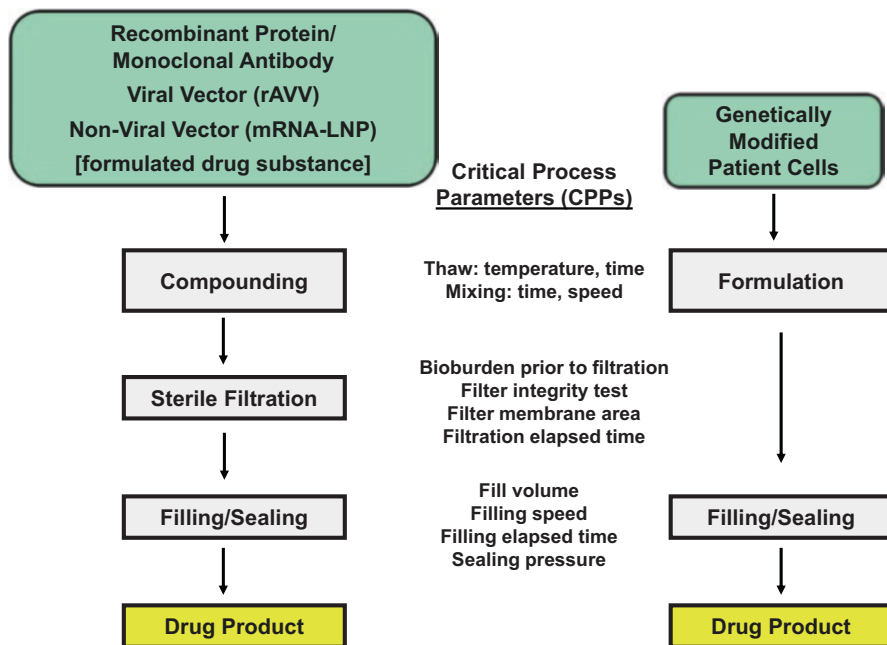 Recombinant Protein/
Monoclonal Antibody
Viral Vector (rAVV)
Non-Viral Vector (mRNA-LNP)
[formulated drug substance]
Genetically
Modified
Patient Cells
Critical Process
Parameters (CPPs)
Compounding
Thaw: temperature, time
Mixing: time, speed
Formulation
Sterile Filtration
Bioburden prior to filtration
Filter integrity test
Filter membrane area
Filtration elapsed time
Filling/Sealing
Fill volume
Filling speed
Filling elapsed time
Sealing pressure
Filling/Sealing
Drug Product
Drug Product